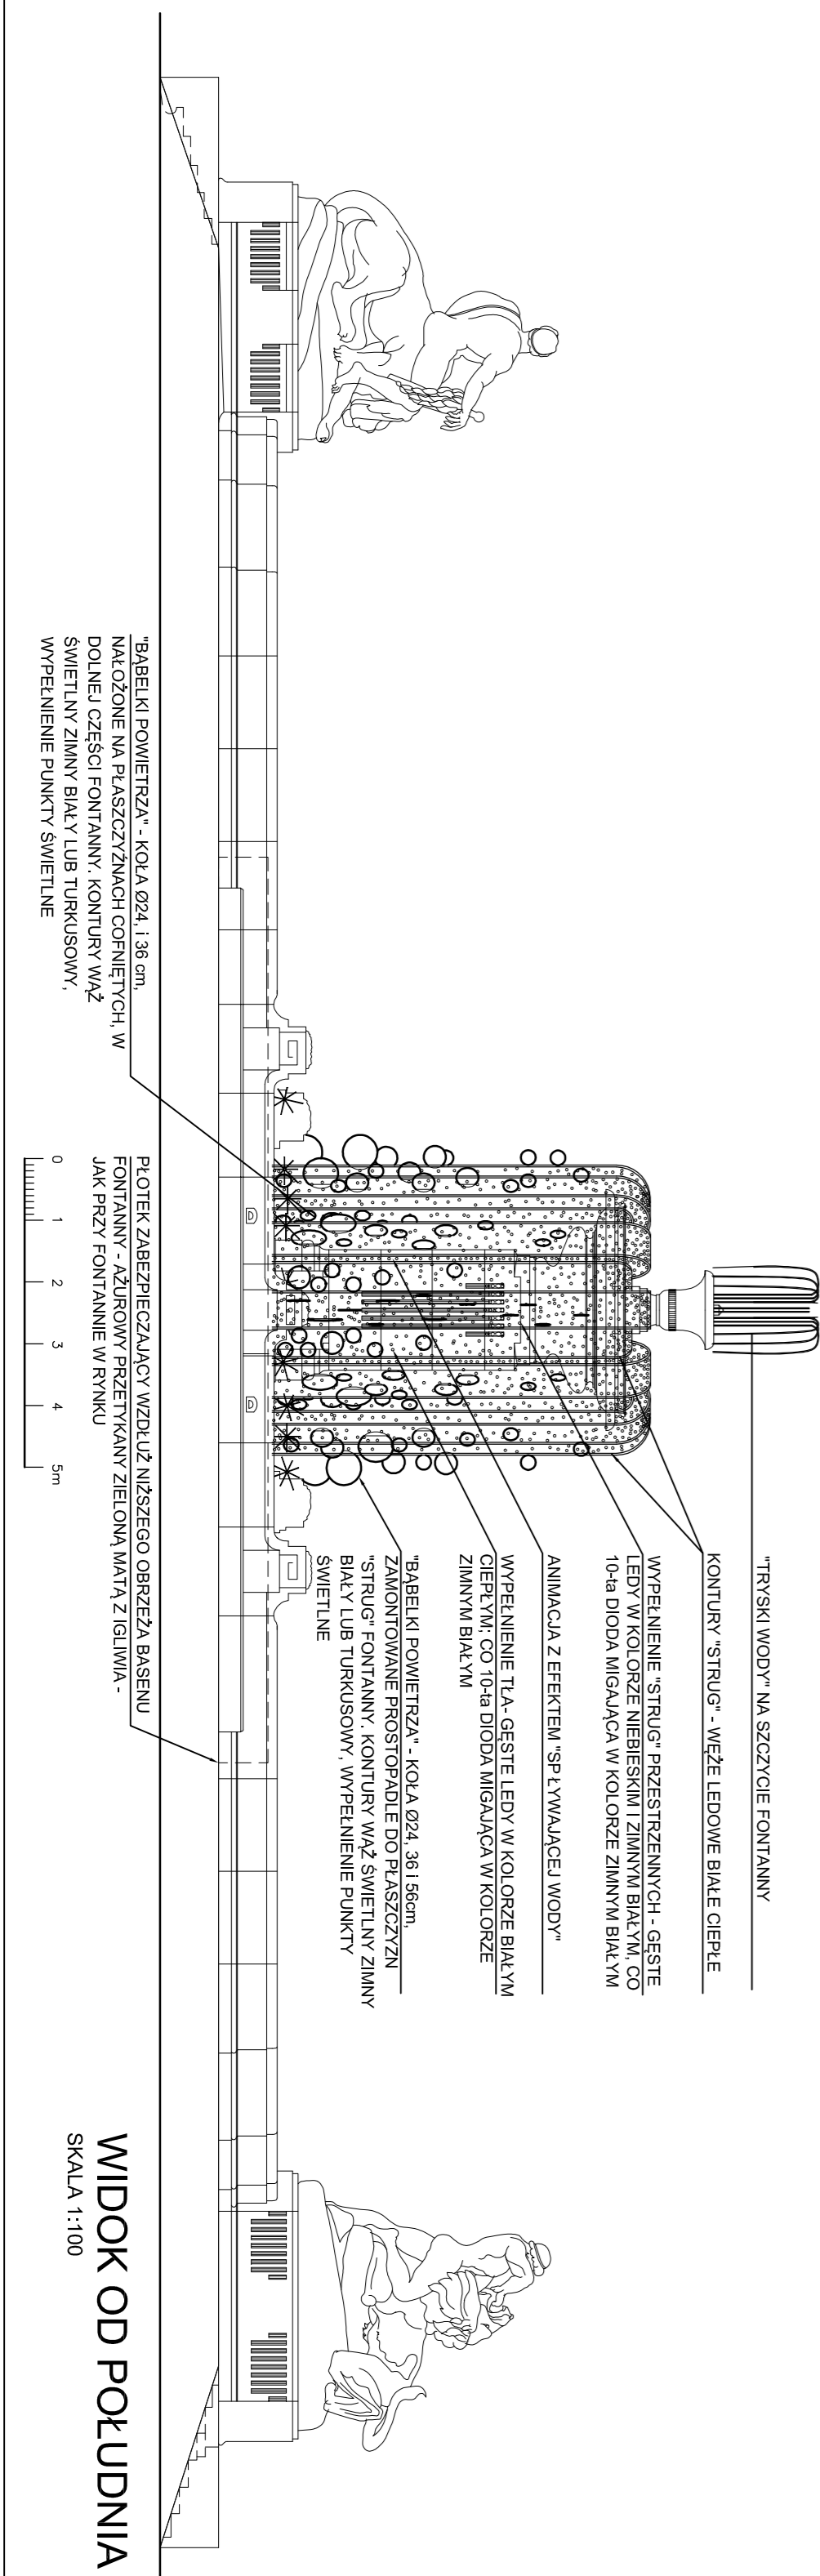 "TRYSKI WODY" NA SZCZYCIE FONTANNY
KONTURY "STRUG" - WĘŻE LEDOWE BIAŁE CIEPŁE
WYPEŁNIENIE "STRUG" PRZESTRZENNYCH - GĘSTE
LEDY W KOLORZE NIEBIESKIM I ZIMNYM BIAŁYM, CO
10-ta DIODA MIGAJĄCA W KOLORZE ZIMNYM BIAŁYM
ANIMACJA Z EFEKTEM "SPŁYWAJĄCEJ WODY"
WYPEŁNIENIE TŁA- GĘSTE LEDY W KOLORZE BIAŁYM
CIEPŁYM; CO 10-ta DIODA MIGAJĄCA W KOLORZE
ZIMNYM BIAŁYM
"BĄBELKI POWIETRZA" - KOŁA Ø24, 36 i 56cm,
ZAMONTOWANE PROSTOPADLE DO PŁASZCZYZN
"STRUG" FONTANNY. KONTURY WĄŻ ŚWIETLNY ZIMNY
BIAŁY LUB TURKUSOWY, WYPEŁNIENIE PUNKTY
ŚWIETLNE
"BĄBELKI POWIETRZA" - KOŁA Ø24, i 36 cm,
NAŁOŻONE NA PŁASZCZYŹNACH COFNIĘTYCH, W
DOLNEJ CZĘŚCI FONTANNY. KONTURY WĄŻ
ŚWIETLNY ZIMNY BIAŁY LUB TURKUSOWY,
WYPEŁNIENIE PUNKTY ŚWIETLNE
PŁOTEK ZABEZPIECZAJĄCY WZDŁUŻ NIŻSZEGO OBRZEŻA BASENU
FONTANNY - AŻUROWY PRZETYKANY ZIELONĄ MATĄ Z IGLIWIA -
JAK PRZY FONTANNIE W RYNKU
0 1 2 3 4 5m
WIDOK OD POŁUDNIA
SKALA 1:100